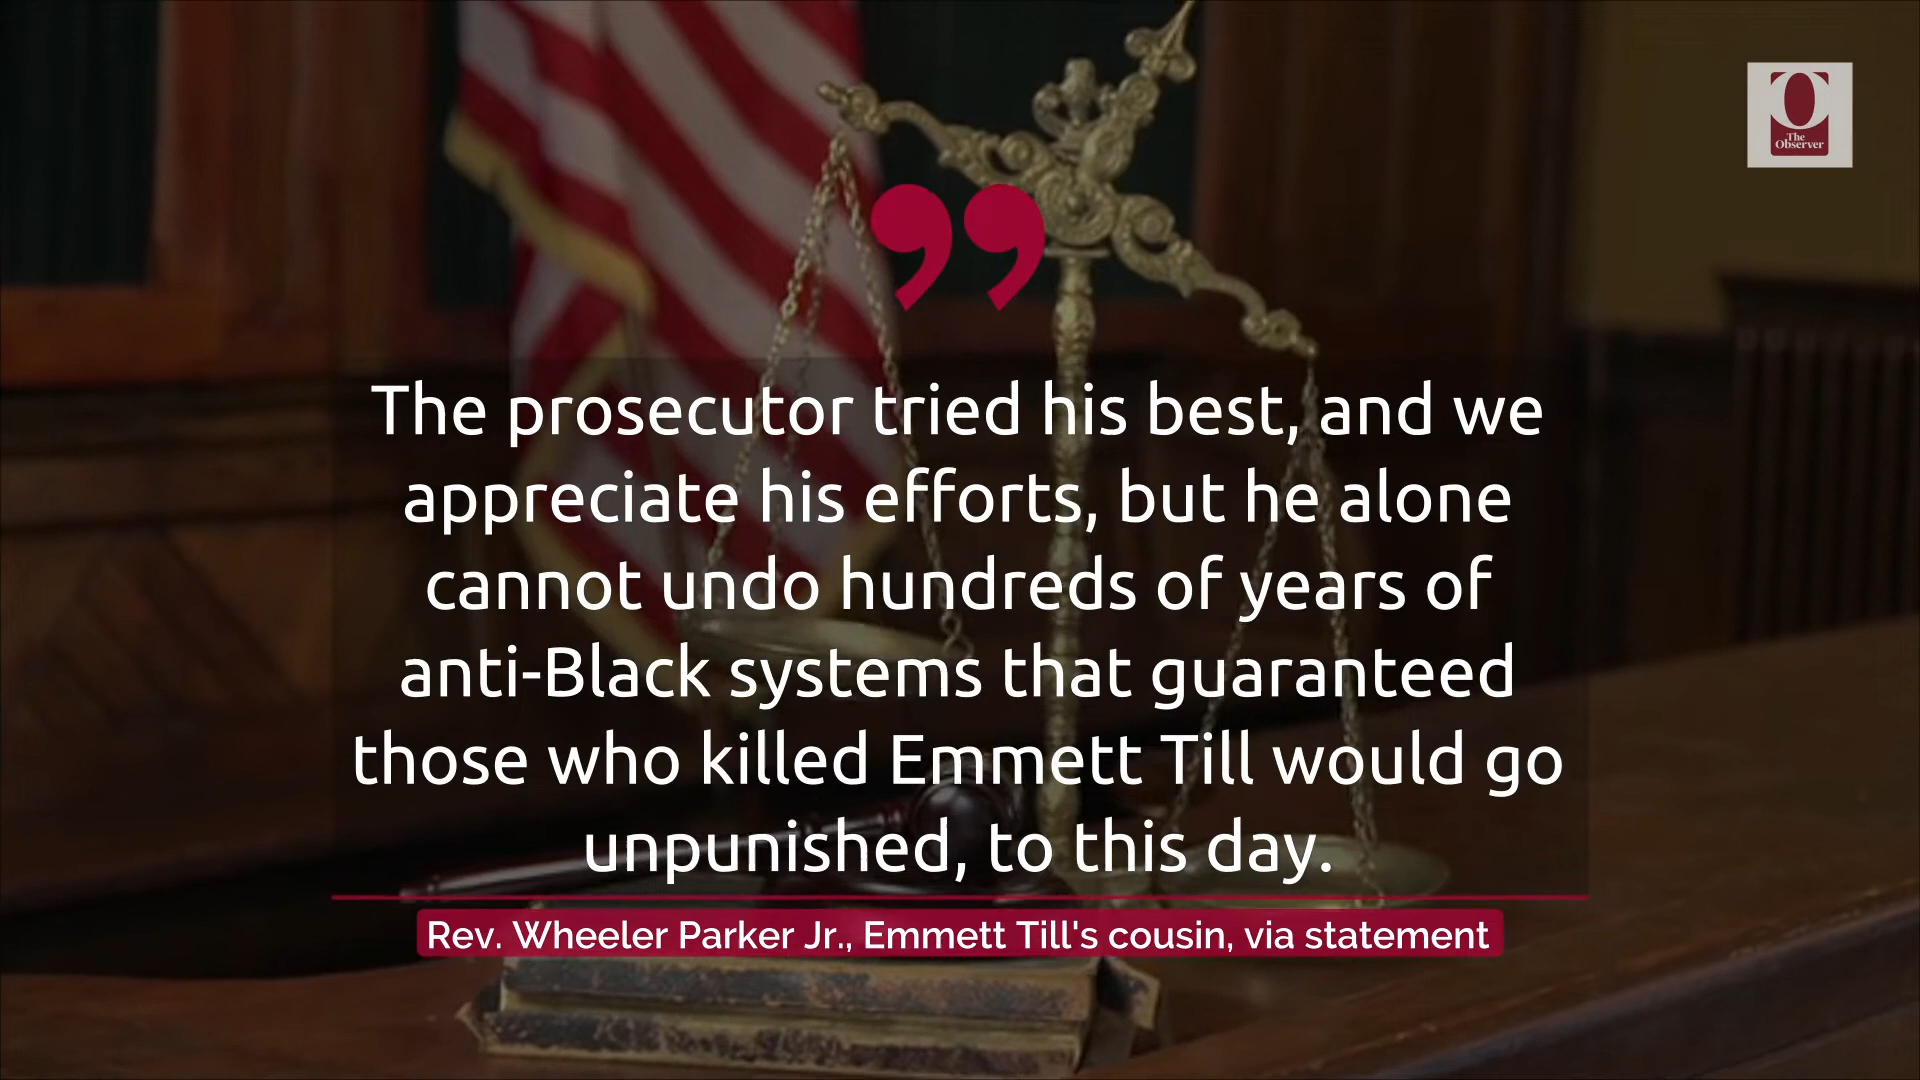 The
Observer
”
The prosecutor tried his best, and we
appreciate his efforts, but he alone
cannot undo hundreds of years of
anti-Black systems that guaranteed
those who killed Emmett Till would go
unpunished, to this day.
Rev. Wheeler Parker Jr., Emmett Till's cousin, via statement